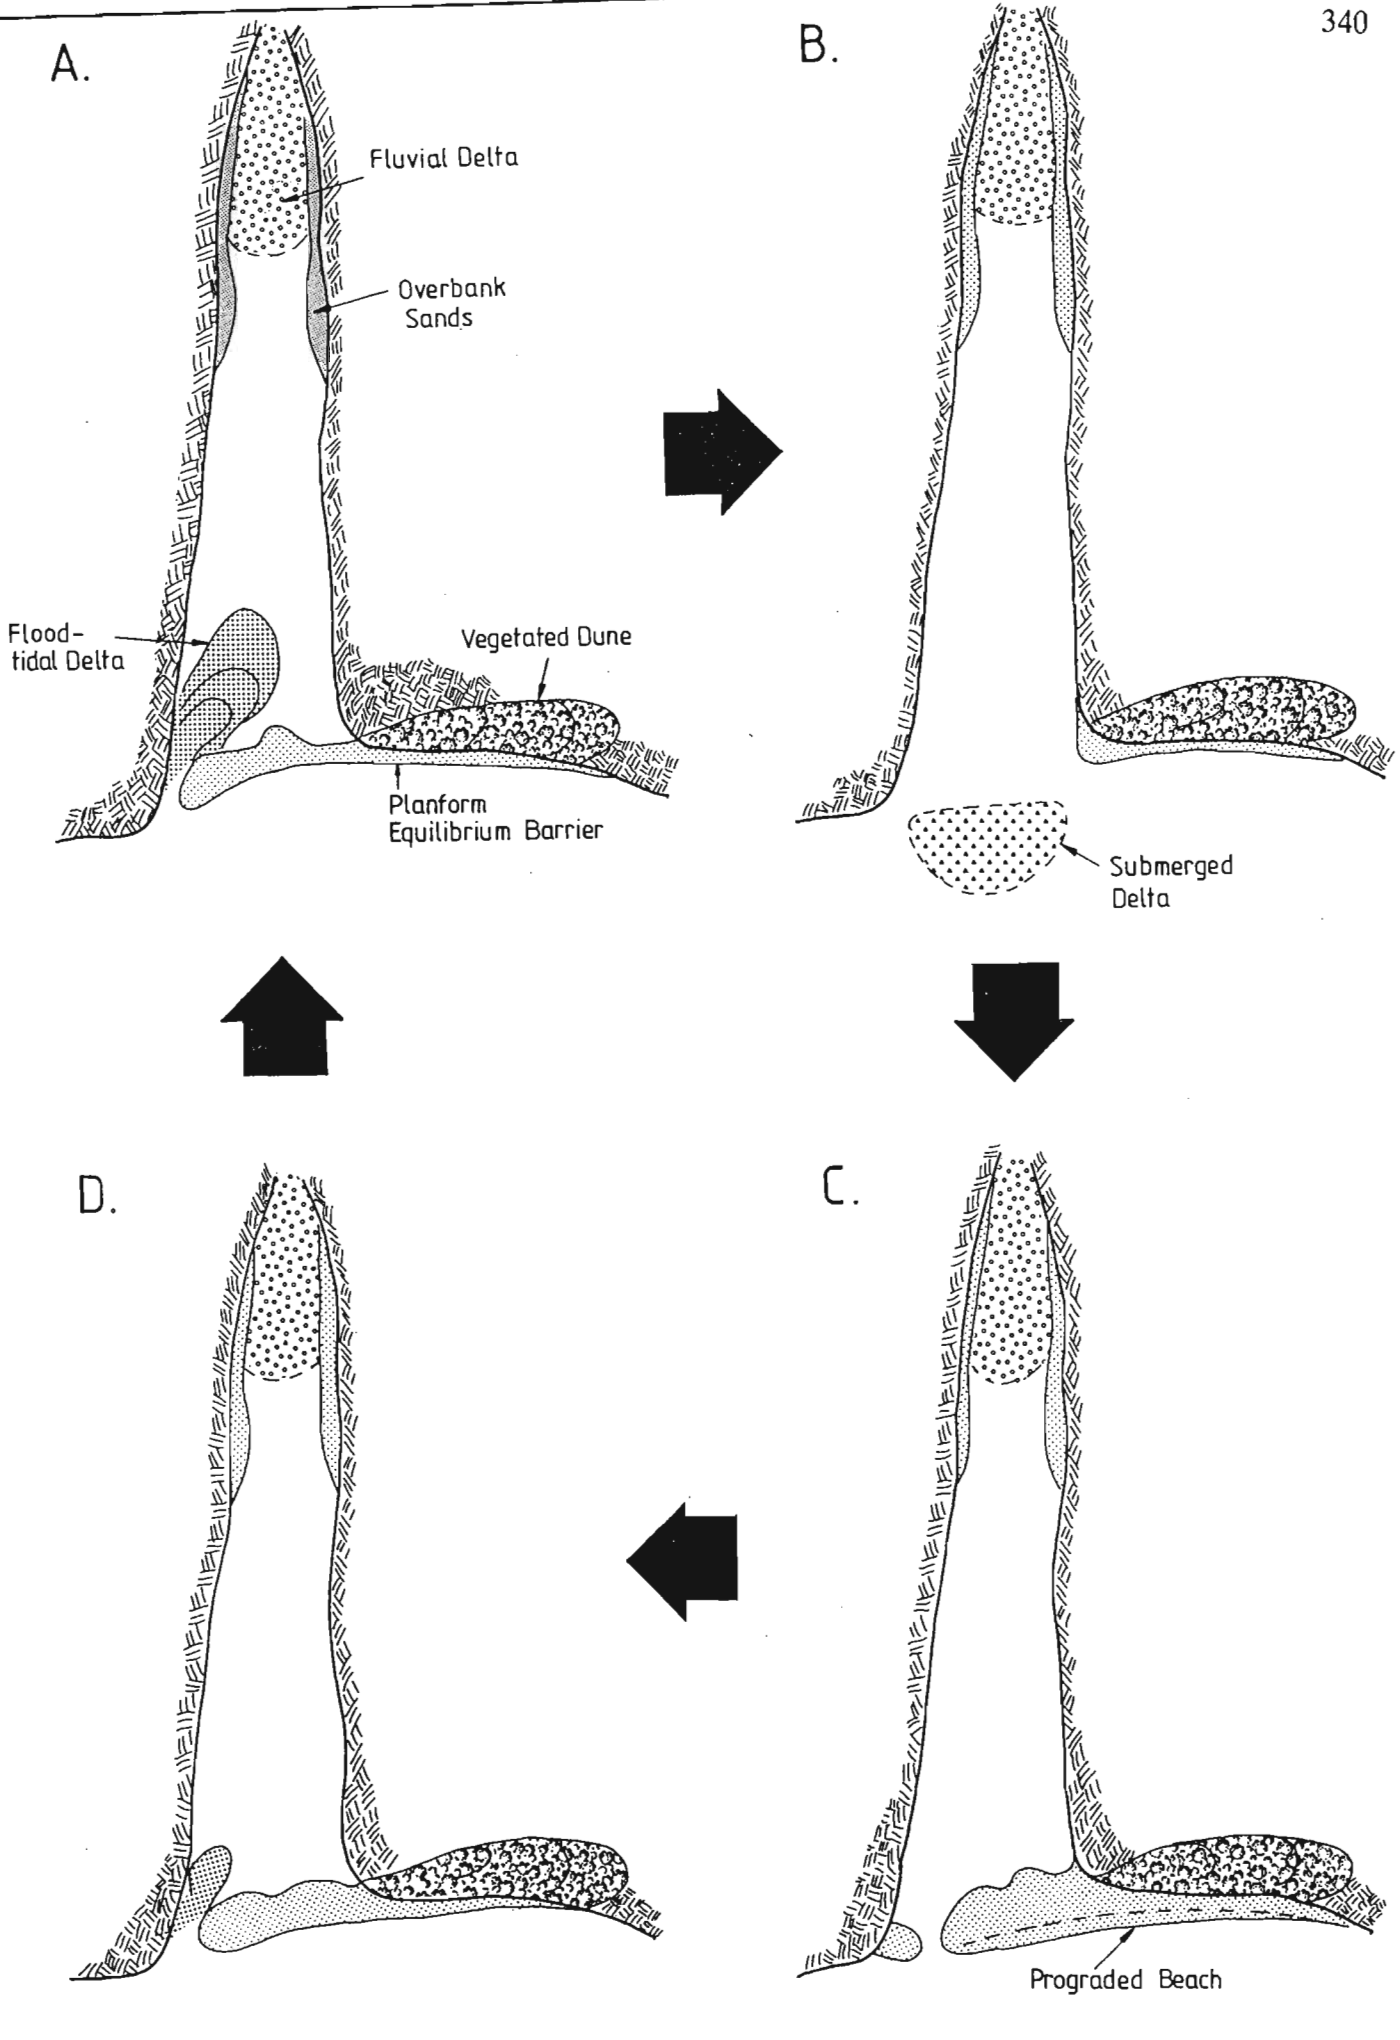 340
A.
Fluvial Delta
Overbank
Sands
Flood-
tidal Delta
Vegetated Dune
Planform
Equilibrium Barrier
B.
Submerged
Delta
D.
C.
Prograded Beach